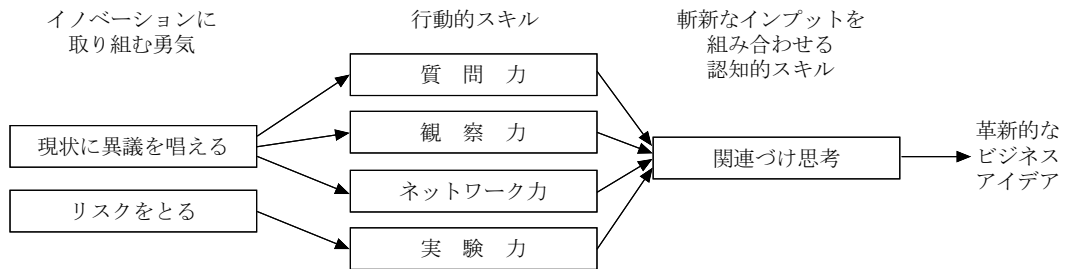 イノベーションに
取り組む勇気
行動的スキル
斬新なインプットを
組み合わせる
認知的スキル
質 問 力
観 察 力
現状に異議を唱える
関連づけ思考
革新的な
ビジネス
アイデア
ネットワーク力
リスクをとる
実 験 力